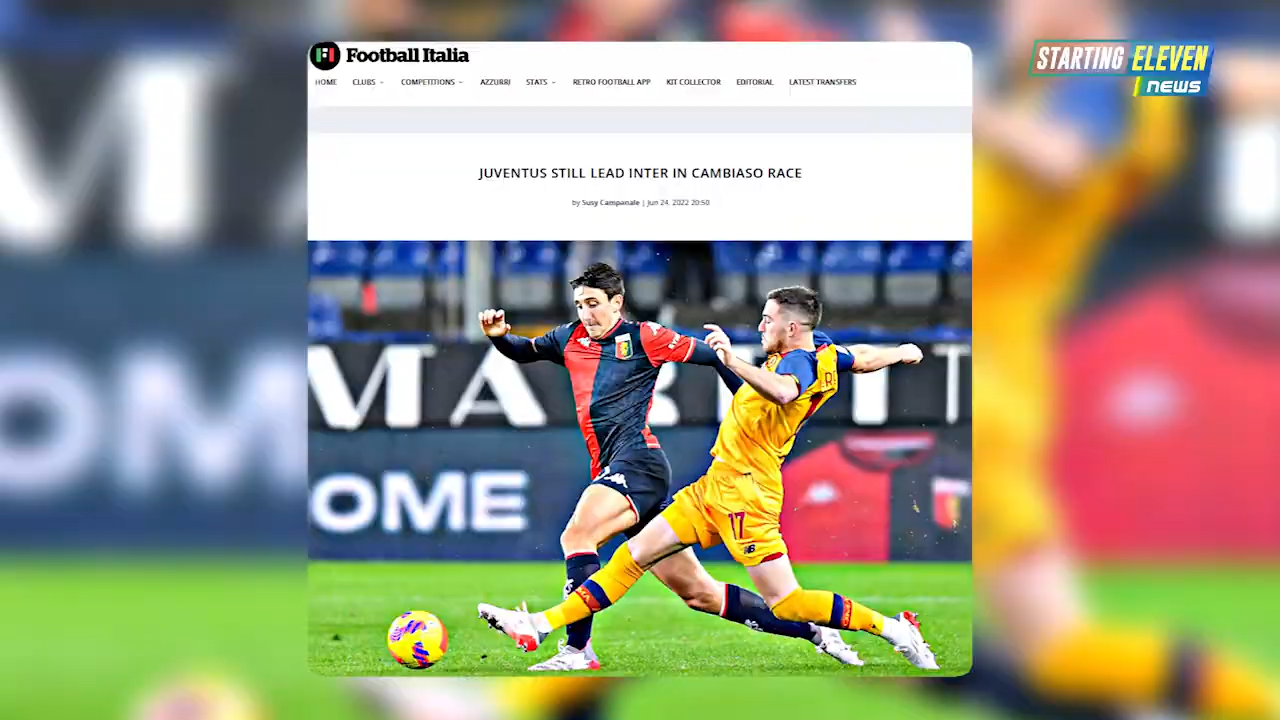 Football Italia
STARTING ELEVEN
news
HOME CLUBS COMPETITIONS AZZURRI STATS RETRO FOOTBALL APP KIT COLLECTOR EDITORIAL LATEST TRANSFERS
JUVENTUS STILL LEAD INTER IN CAMBIASO RACE
by Susy Campanale | Jun 24, 2022 20:50
OME
17